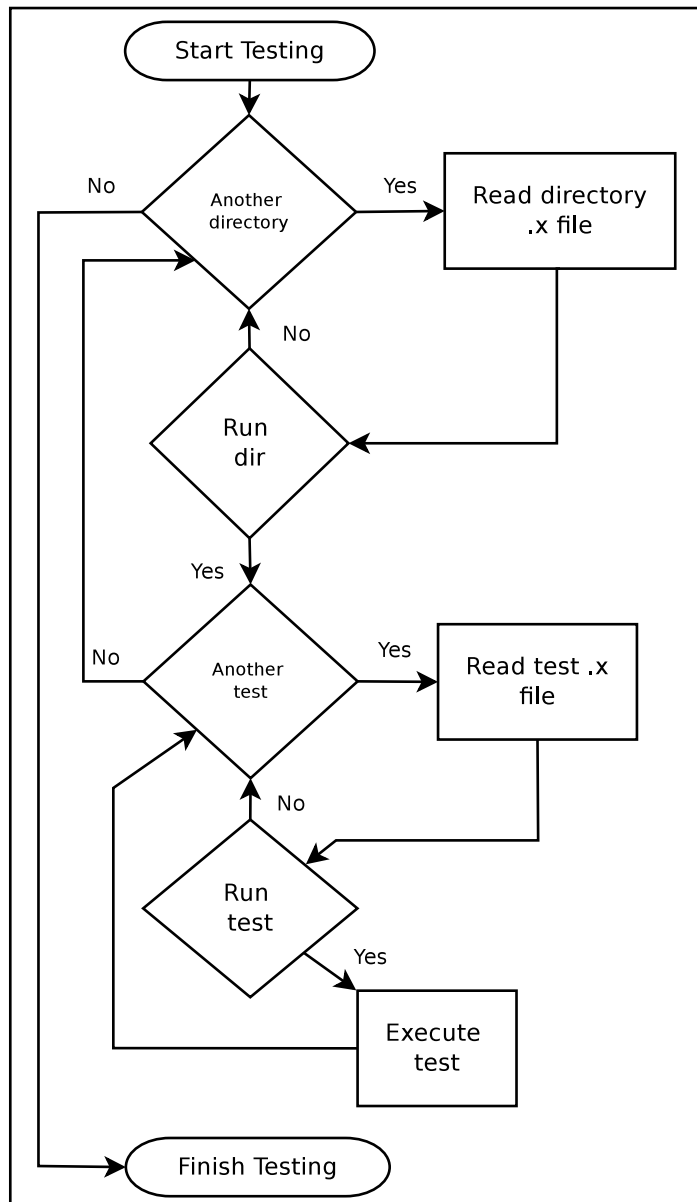 Start Testing
No
Another
directory
Yes
Read directory
.x file
No
Run
dir
Yes
Another
test
No
Yes
Read test .x
file
No
Run
test
Yes
Execute
test
Finish Testing